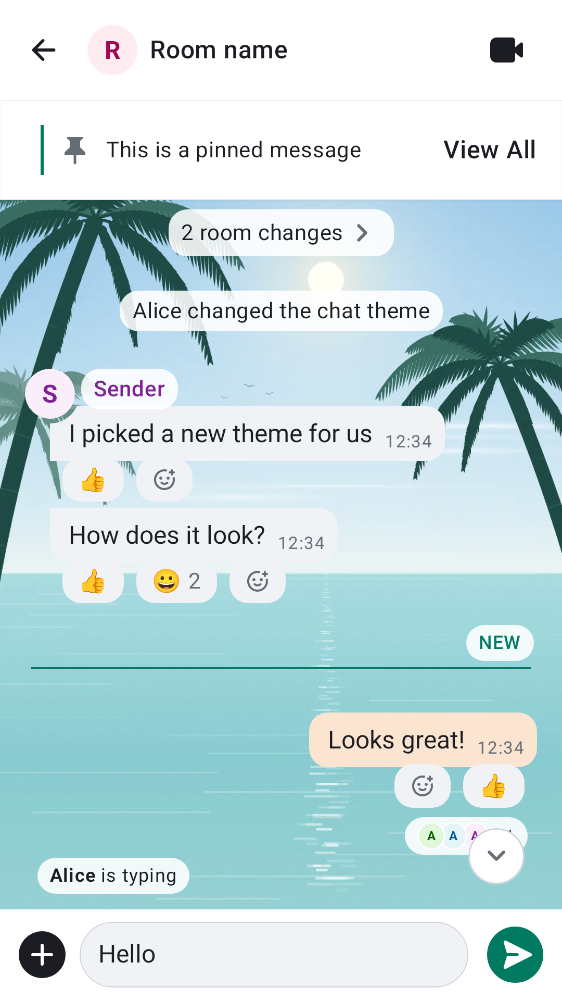 R Room name
This is a pinned message View All
2 room changes
Alice changed the chat theme
S Sender
I picked a new theme for us 12:34
👍
How does it look? 12:34
👍 😀 2
NEW
Looks great! 12:34
👍
A A A
Alice is typing
Hello